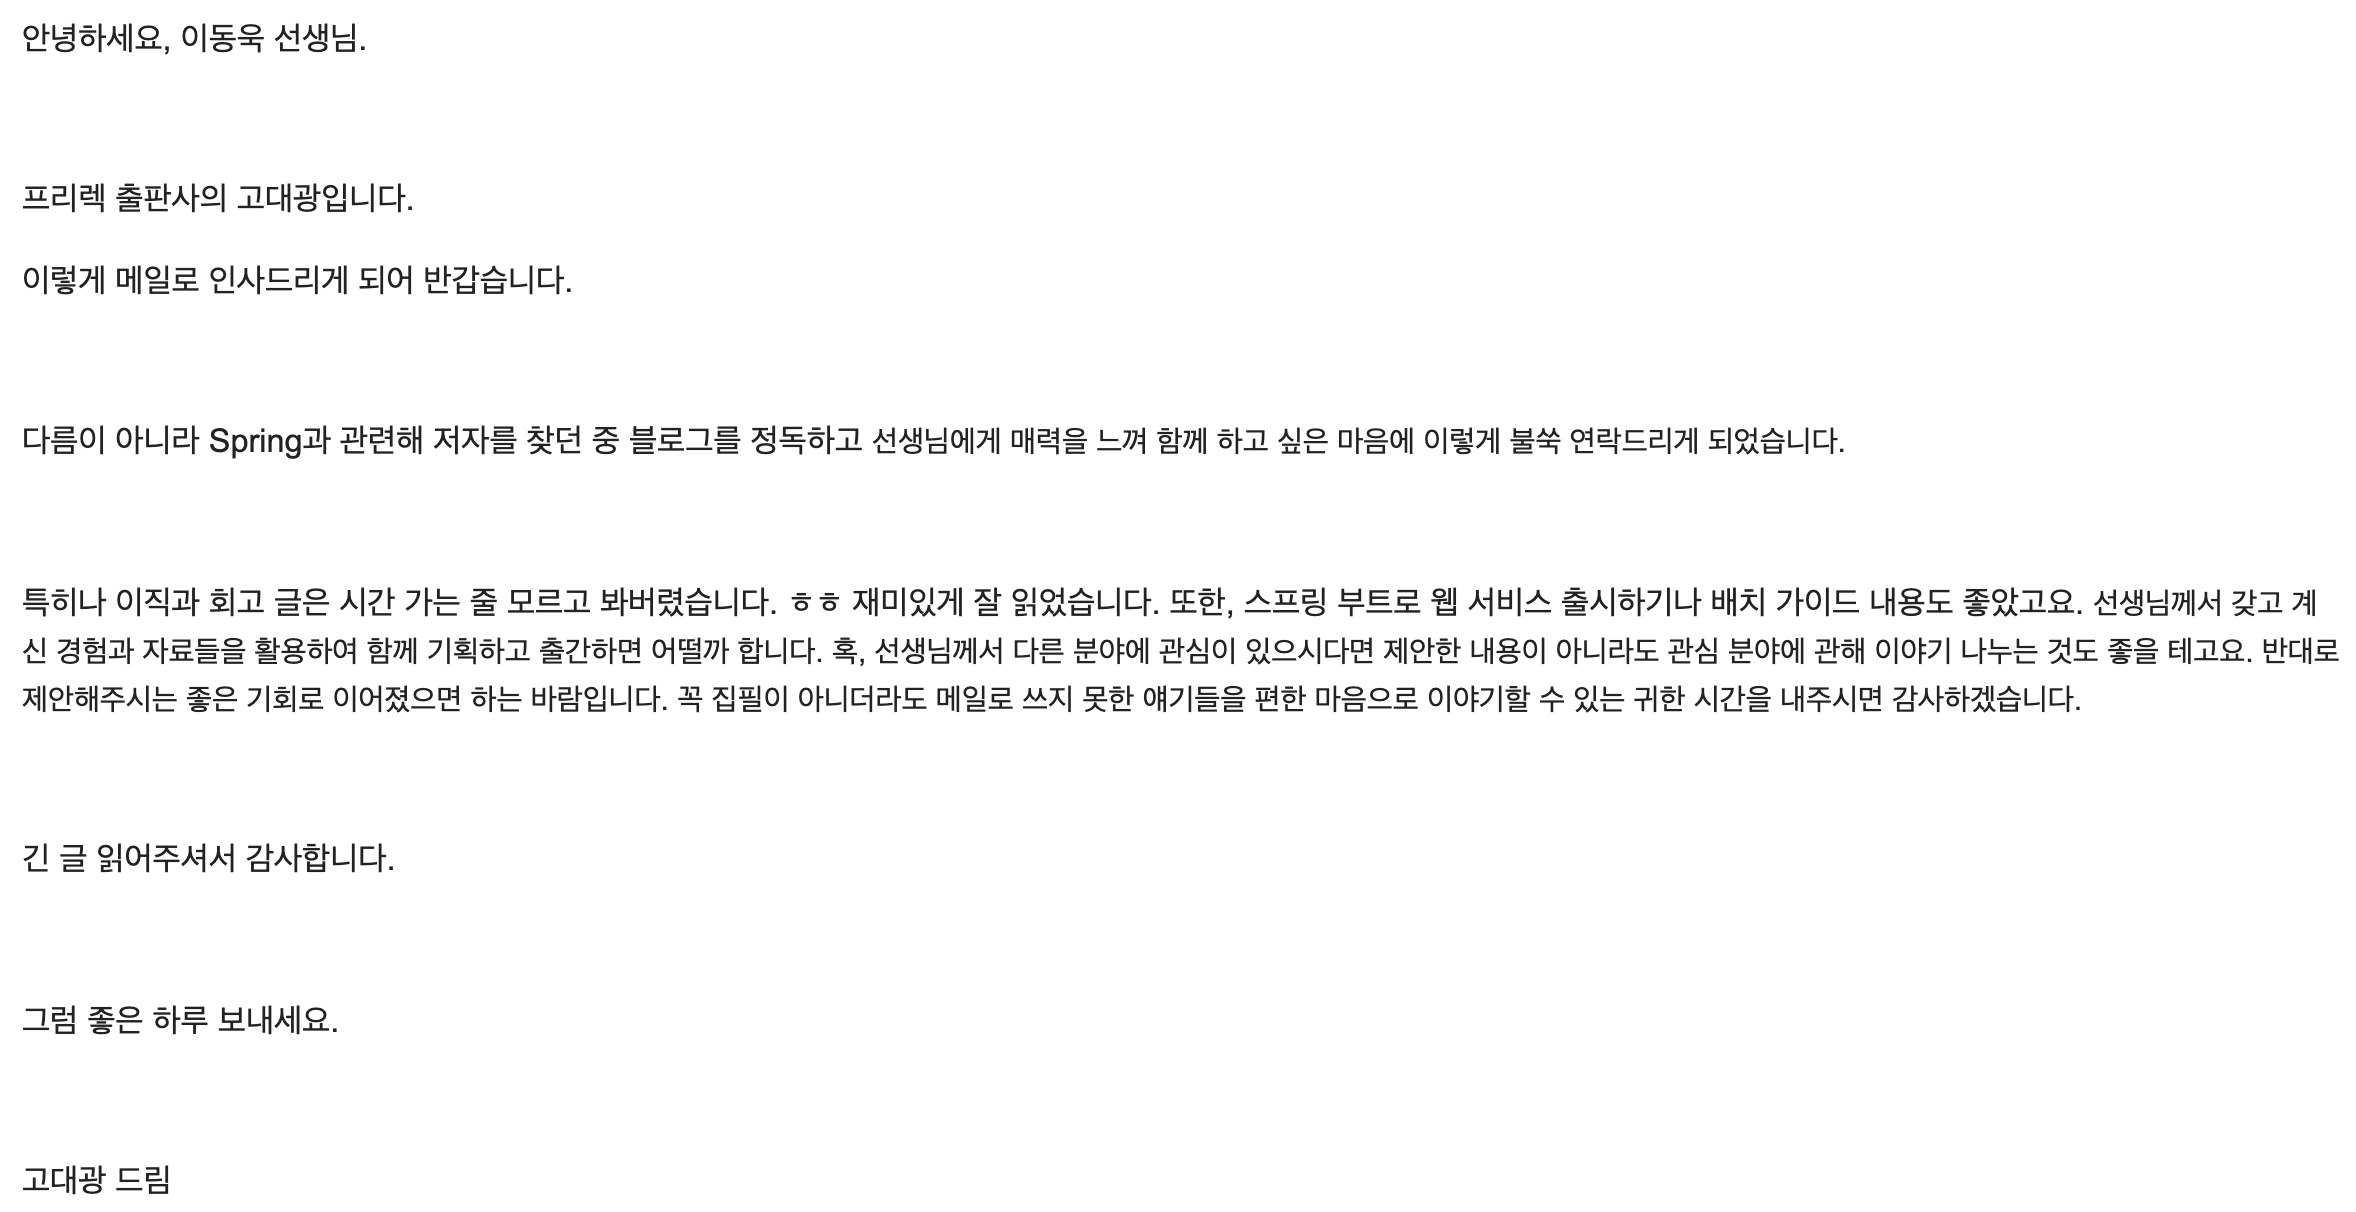 안녕하세요, 이동욱 선생님.
프리렉 출판사의 고대광입니다.
이렇게 메일로 인사드리게 되어 반갑습니다.
다름이 아니라 Spring과 관련해 저자를 찾던 중 블로그를 정독하고 선생님에게 매력을 느껴 함께 하고 싶은 마음에 이렇게 불쑥 연락드리게 되었습니다.
특히나 이직과 회고 글은 시간 가는 줄 모르고 봐버렸습니다. ㅎㅎ 재미있게 잘 읽었습니다. 또한, 스프링 부트로 웹 서비스 출시하기나 배치 가이드 내용도 좋았고요. 선생님께서 갖고 계
신 경험과 자료들을 활용하여 함께 기획하고 출간하면 어떨까 합니다. 혹, 선생님께서 다른 분야에 관심이 있으시다면 제안한 내용이 아니라도 관심 분야에 관해 이야기 나누는 것도 좋을 테고요. 반대로
제안해주시는 좋은 기회로 이어졌으면 하는 바람입니다. 꼭 집필이 아니더라도 메일로 쓰지 못한 얘기들을 편한 마음으로 이야기할 수 있는 귀한 시간을 내주시면 감사하겠습니다.
긴 글 읽어주셔서 감사합니다.
그럼 좋은 하루 보내세요.
고대광 드림